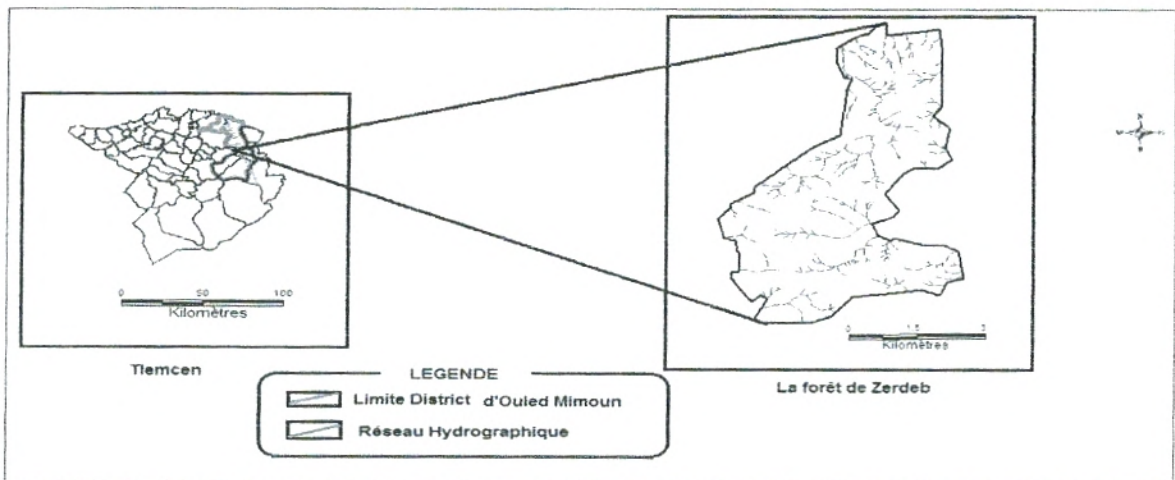 0 50 100
Kilomètres
Tlemcen
0 1.5 3
Kilomètres
La forêt de Zerdeb
LEGENDE
Limite District d'Ouled Mimoun
Réseau Hydrographique